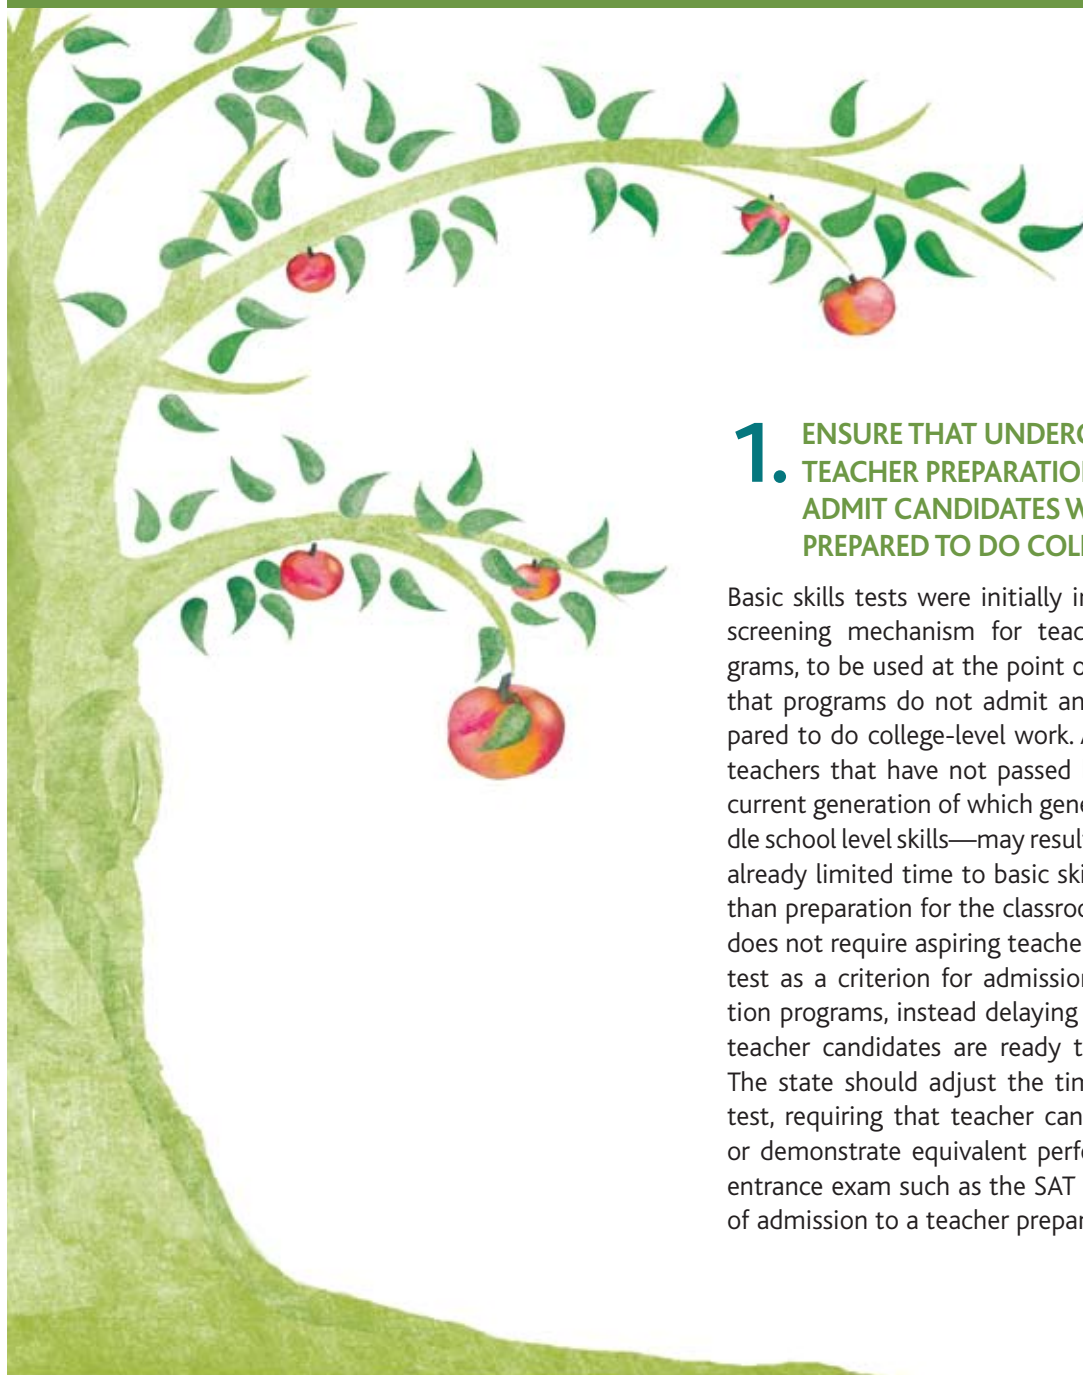 1. ENSURE THAT UNDERG
TEACHER PREPARATION
ADMIT CANDIDATES W
PREPARED TO DO COLL
Basic skills tests were initially in
screening mechanism for teac
grams, to be used at the point o
that programs do not admit an
pared to do college-level work. A
teachers that have not passed
current generation of which gene
dle school level skills—may result
already limited time to basic ski
than preparation for the classroo
does not require aspiring teache
test as a criterion for admission
tion programs, instead delaying
teacher candidates are ready t
The state should adjust the tim
test, requiring that teacher can
or demonstrate equivalent perfo
entrance exam such as the SAT
of admission to a teacher prepar